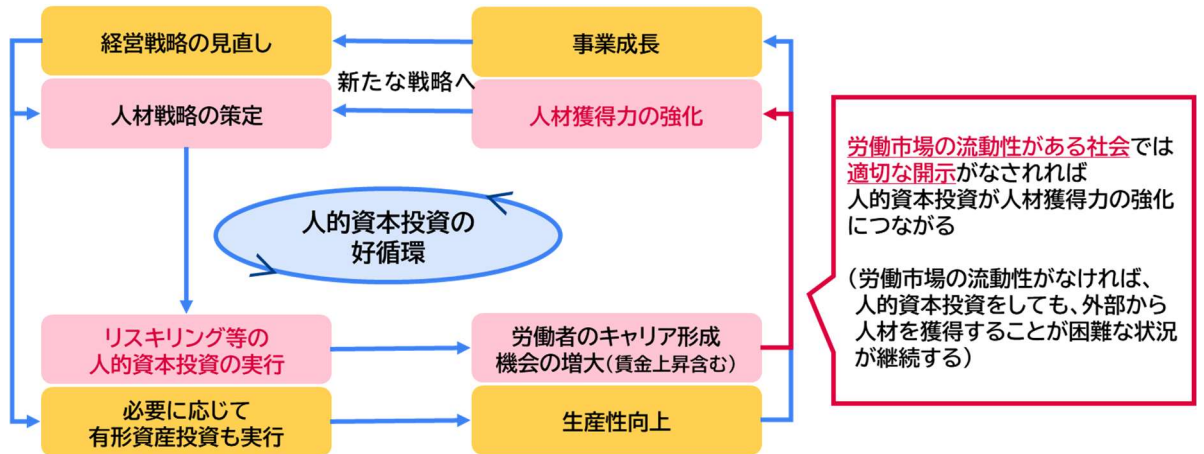 経営戦略の見直し
事業成長
新たな戦略へ
人材戦略の策定
人材獲得力の強化
人的資本投資の
好循環
リスキリング等の
人的資本投資の実行
労働者のキャリア形成
機会の増大(賃金上昇含む)
必要に応じて
有形資産投資も実行
生産性向上
労働市場の流動性がある社会では
適切な開示がなされれば
人的資本投資が人材獲得力の強化
につながる
(労働市場の流動性がなければ、
人的資本投資をしても、外部から
人材を獲得することが困難な状況
が継続する)